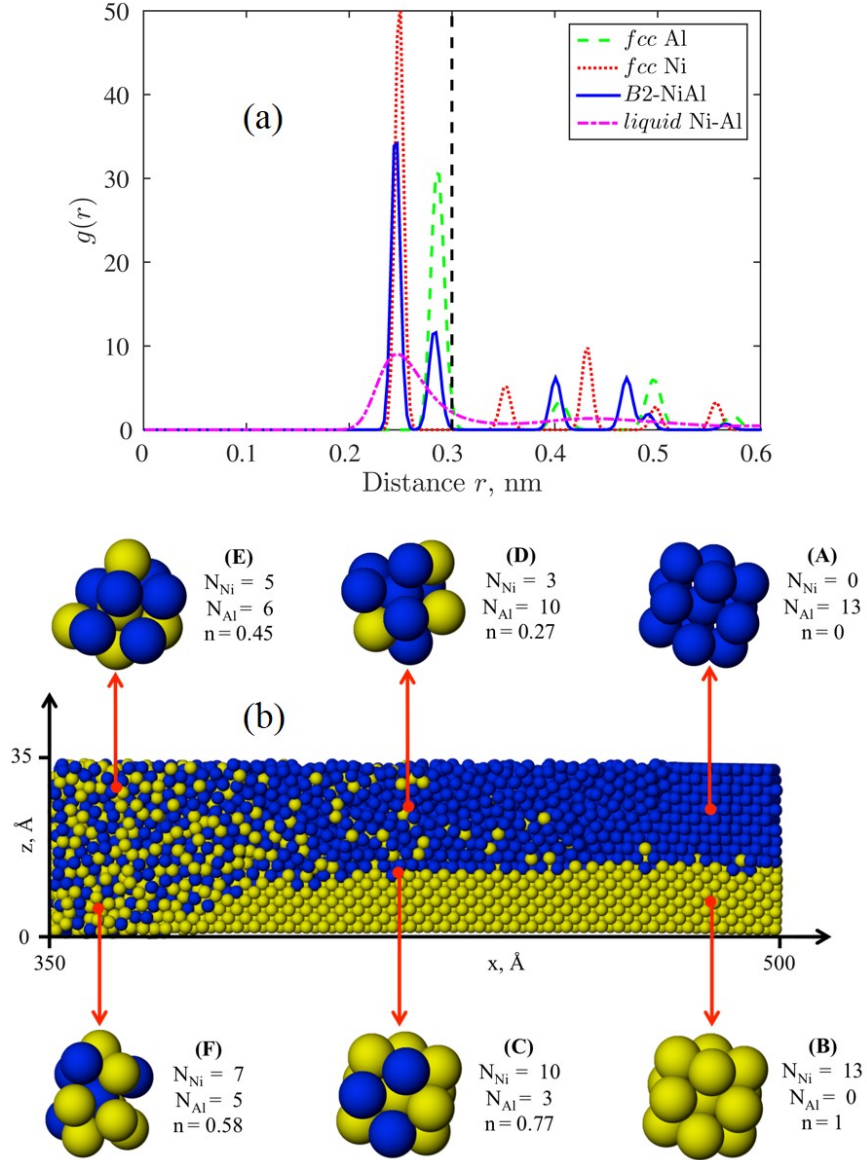 50
40
30
20
10
0
g(r)
(a)
fcc Al
fcc Ni
B2-NiAl
liquid Ni-Al
0 0.1 0.2 0.3 0.4 0.5 0.6
Distance r, nm
(E)
N_Ni = 5
N_Al = 6
n = 0.45
(D)
N_Ni = 3
N_Al = 10
n = 0.27
(A)
N_Ni = 0
N_Al = 13
n = 0
(b)
35
z, Å
0
350
x, Å
500
(F)
N_Ni = 7
N_Al = 5
n = 0.58
(C)
N_Ni = 10
N_Al = 3
n = 0.77
(B)
N_Ni = 13
N_Al = 0
n = 1